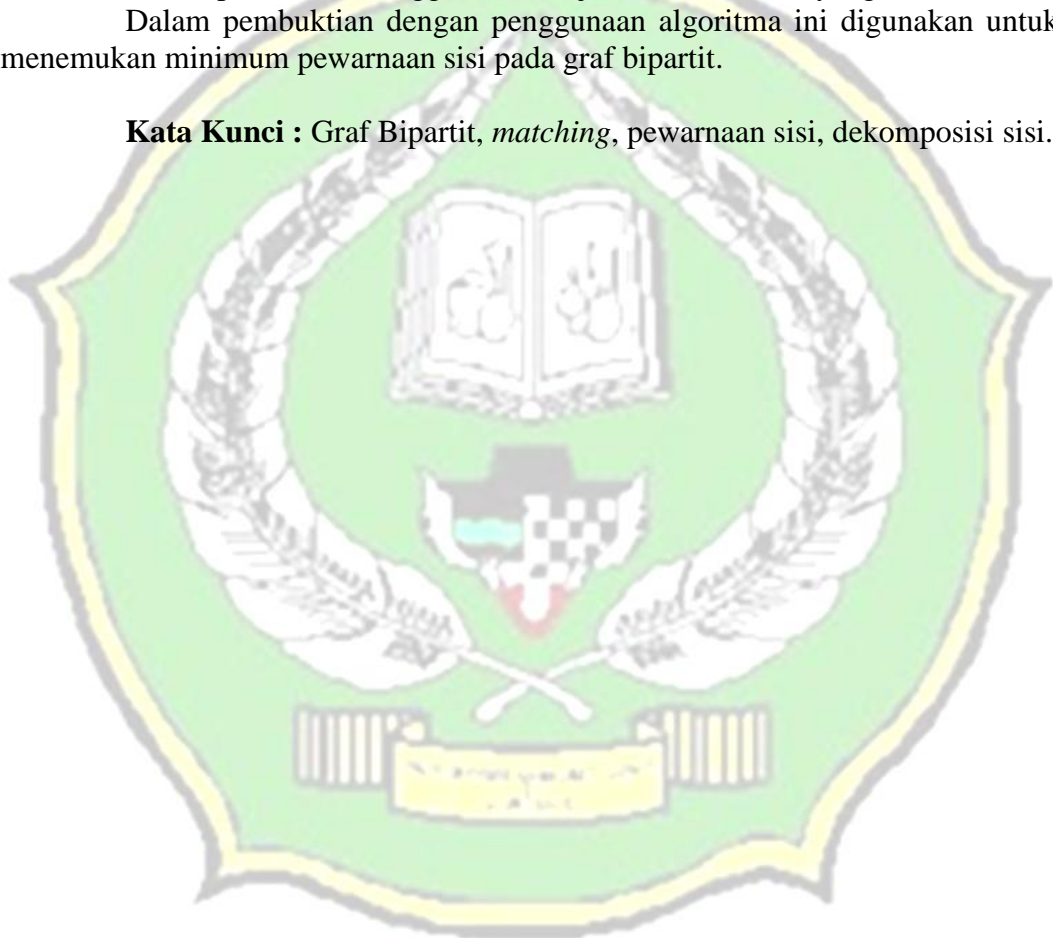 Dalam pembuktian dengan penggunaan algoritma ini digunakan untuk
menemukan minimum pewarnaan sisi pada graf bipartit.
Kata Kunci : Graf Bipartit, matching, pewarnaan sisi, dekomposisi sisi.